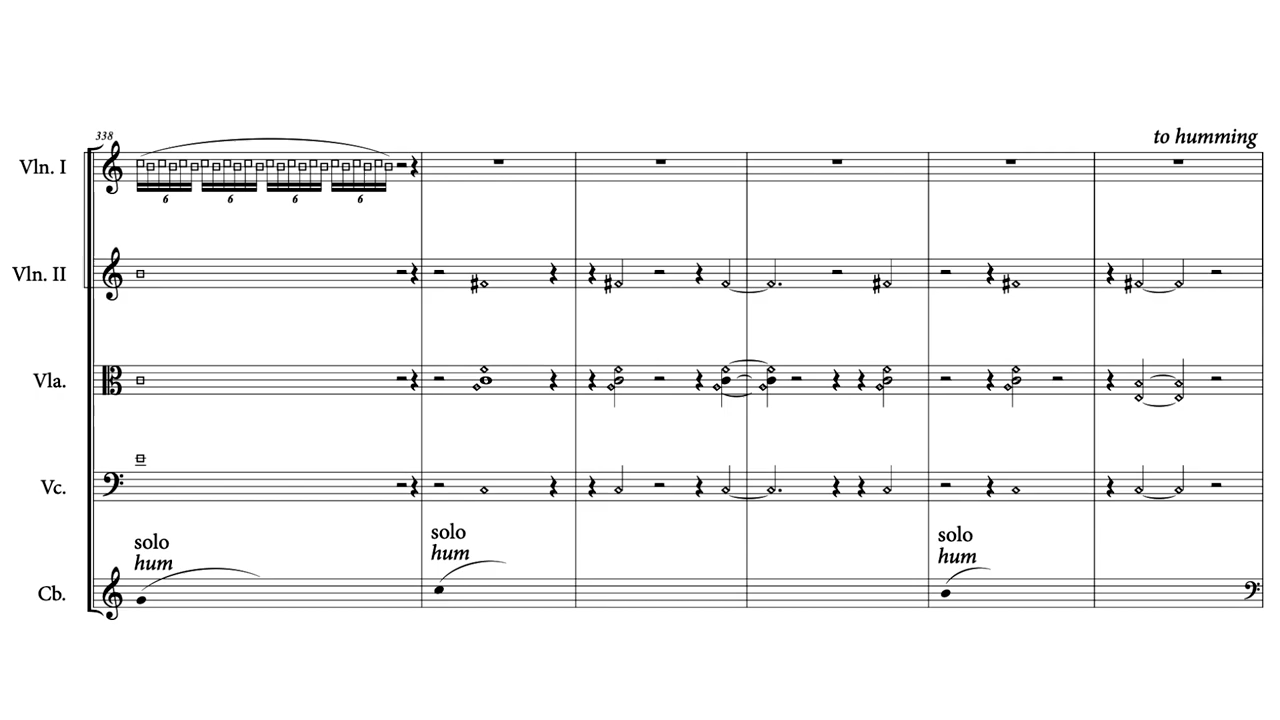 338
to humming
Vln. I
6 6 6 6
Vln. II
Vla.
Vc.
solo
hum
solo
hum
solo
hum
Cb.